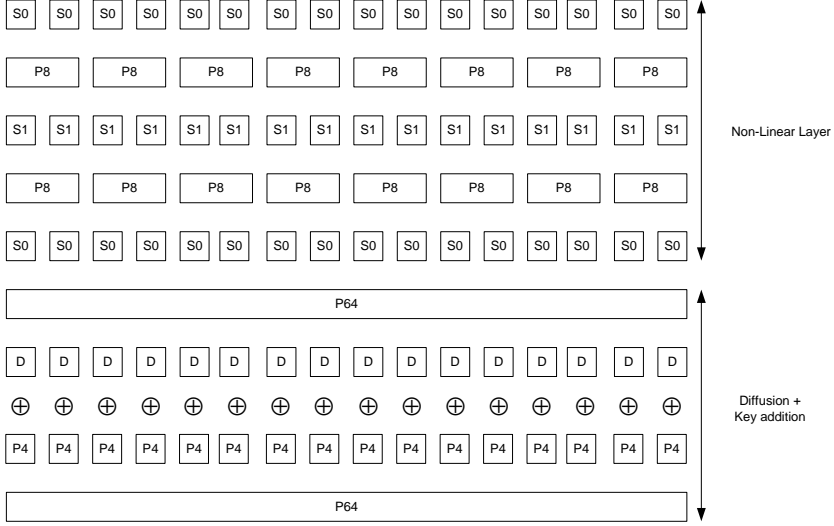 S0 S0 S0 S0 S0 S0 S0 S0 S0 S0 S0 S0 S0 S0 S0 S0
P8 P8 P8 P8 P8 P8 P8 P8
S1 S1 S1 S1 S1 S1 S1 S1 S1 S1 S1 S1 S1 S1 S1 S1
Non-Linear Layer
P8 P8 P8 P8 P8 P8 P8 P8
S0 S0 S0 S0 S0 S0 S0 S0 S0 S0 S0 S0 S0 S0 S0 S0
P64
D D D D D D D D D D D D D D D D
Diffusion +
Key addition
P4 P4 P4 P4 P4 P4 P4 P4 P4 P4 P4 P4 P4 P4 P4 P4
P64